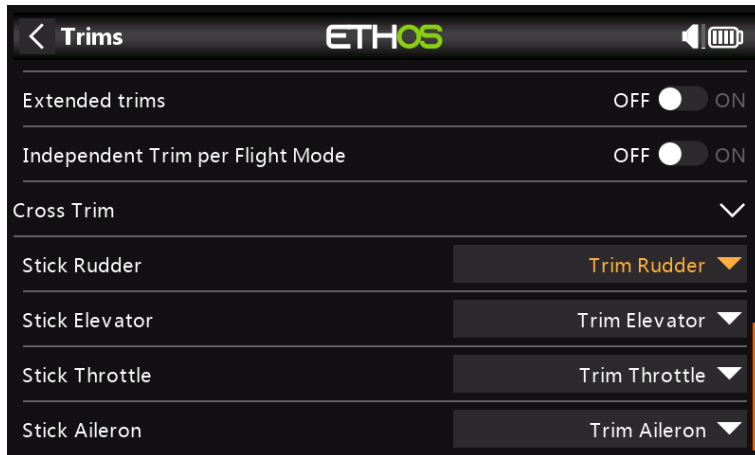 Trims ETHOS
Extended trims OFF ON
Independent Trim per Flight Mode OFF ON
Cross Trim
Stick Rudder Trim Rudder
Stick Elevator Trim Elevator
Stick Throttle Trim Throttle
Stick Aileron Trim Aileron